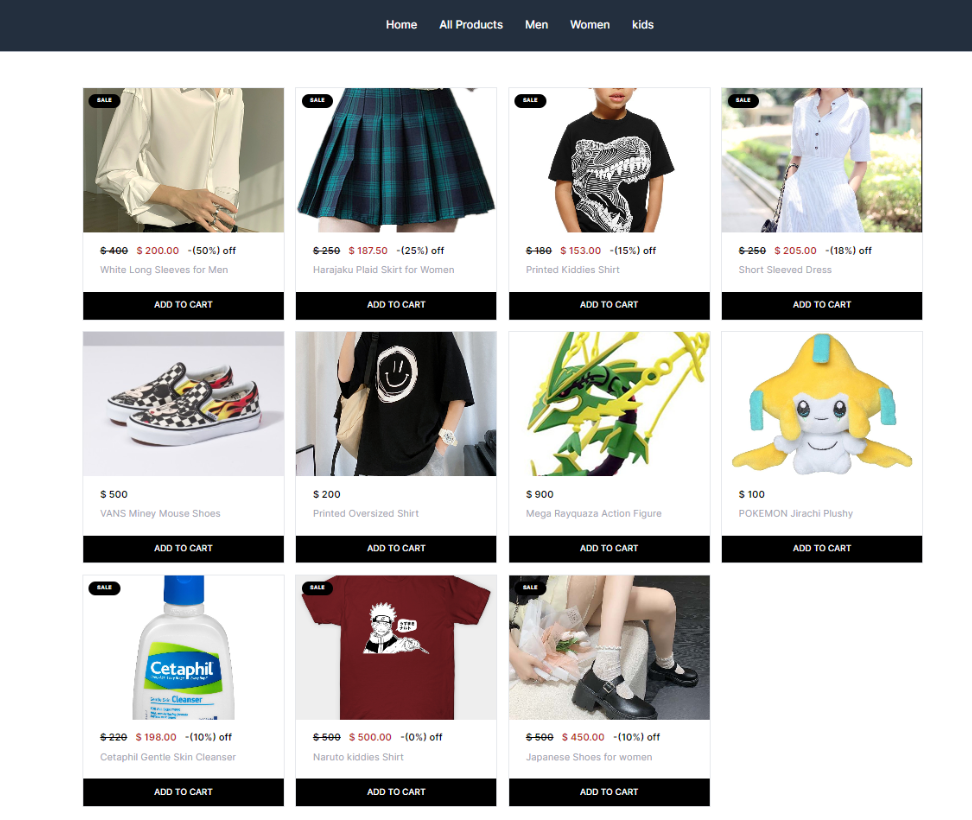 Home All Products Men Women kids
SALE
$ 400 $ 200.00 -(50%) off
White Long Sleeves for Men
ADD TO CART
SALE
$ 250 $ 187.50 -(25%) off
Harajaku Plaid Skirt for Women
ADD TO CART
SALE
$ 180 $ 153.00 -(15%) off
Printed Kiddies Shirt
ADD TO CART
SALE
$ 250 $ 205.00 -(18%) off
Short Sleeved Dress
ADD TO CART
$ 500
VANS Miney Mouse Shoes
ADD TO CART
$ 200
Printed Oversized Shirt
ADD TO CART
$ 900
Mega Rayquaza Action Figure
ADD TO CART
$ 100
POKEMON Jirachi Plushy
ADD TO CART
SALE
Cetaphil
Gentle Skin Cleanser
$ 220 $ 198.00 -(10%) off
Cetaphil Gentle Skin Cleanser
ADD TO CART
SALE
$ 500 $ 500.00 -(0%) off
Naruto kiddies Shirt
ADD TO CART
SALE
$ 500 $ 450.00 -(10%) off
Japanese Shoes for women
ADD TO CART